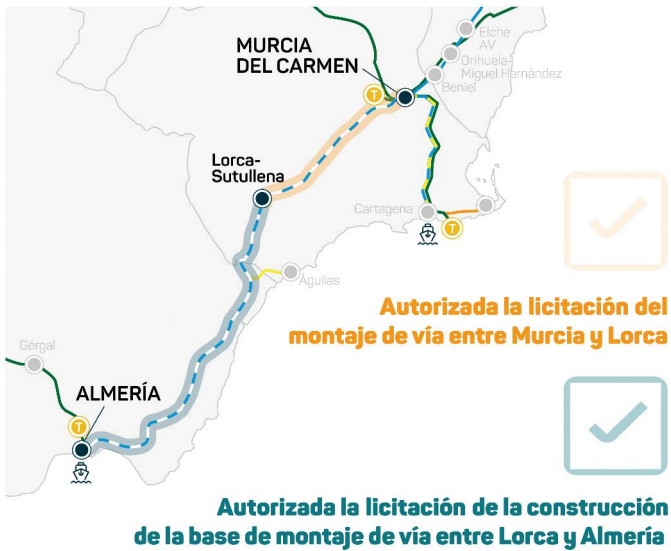 Elche
AV
Orihuela-
Miguel Hernández
Beniel
MURCIA
DEL CARMEN
T
Lorca-
Sutullena
Cartagena
T
Águilas
Autorizada la licitación del
montaje de vía entre Murcia y Lorca
Gérgal
ALMERÍA
T
Autorizada la licitación de la construcción
de la base de montaje de vía entre Lorca y Almería